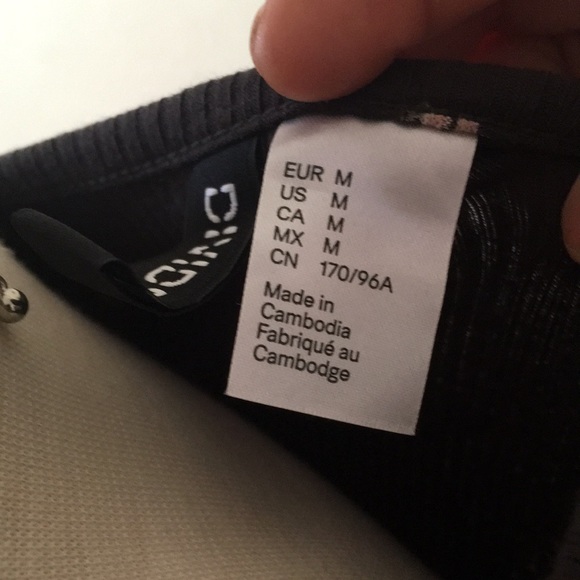 EUR M
US M
CA M
MX M
CN 170/96A
Made in
Cambodia
Fabriqué au
Cambodge